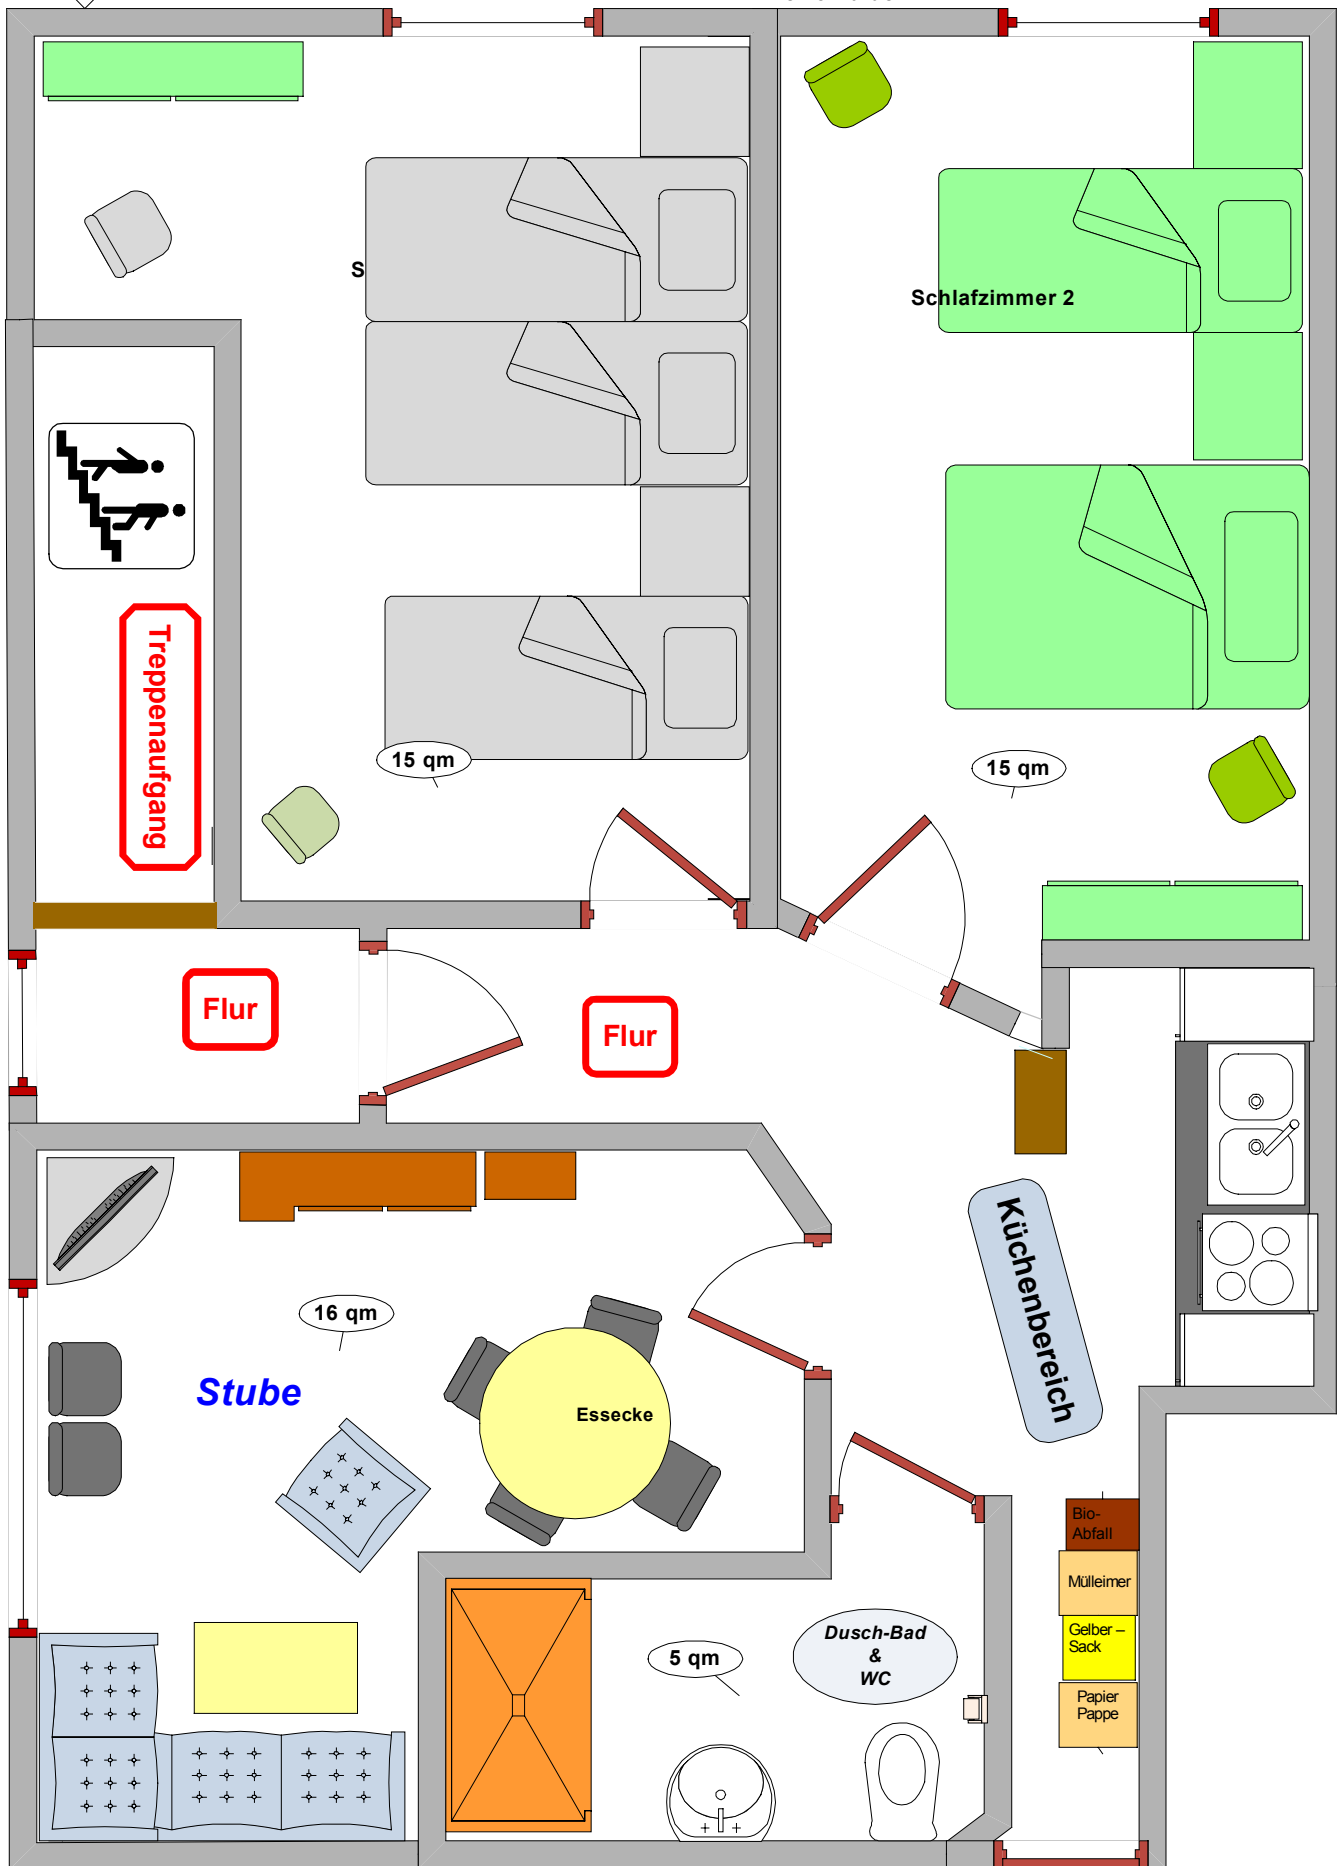 S
Schlafzimmer 2
Treppenaufgang
15 qm
15 qm
Flur
Flur
Küchenbereich
16 qm
Stube
Essecke
Bio-
Abfall
Mülleimer
Gelber –
Sack
Papier
Pappe
Dusch-Bad
&
WC
5 qm